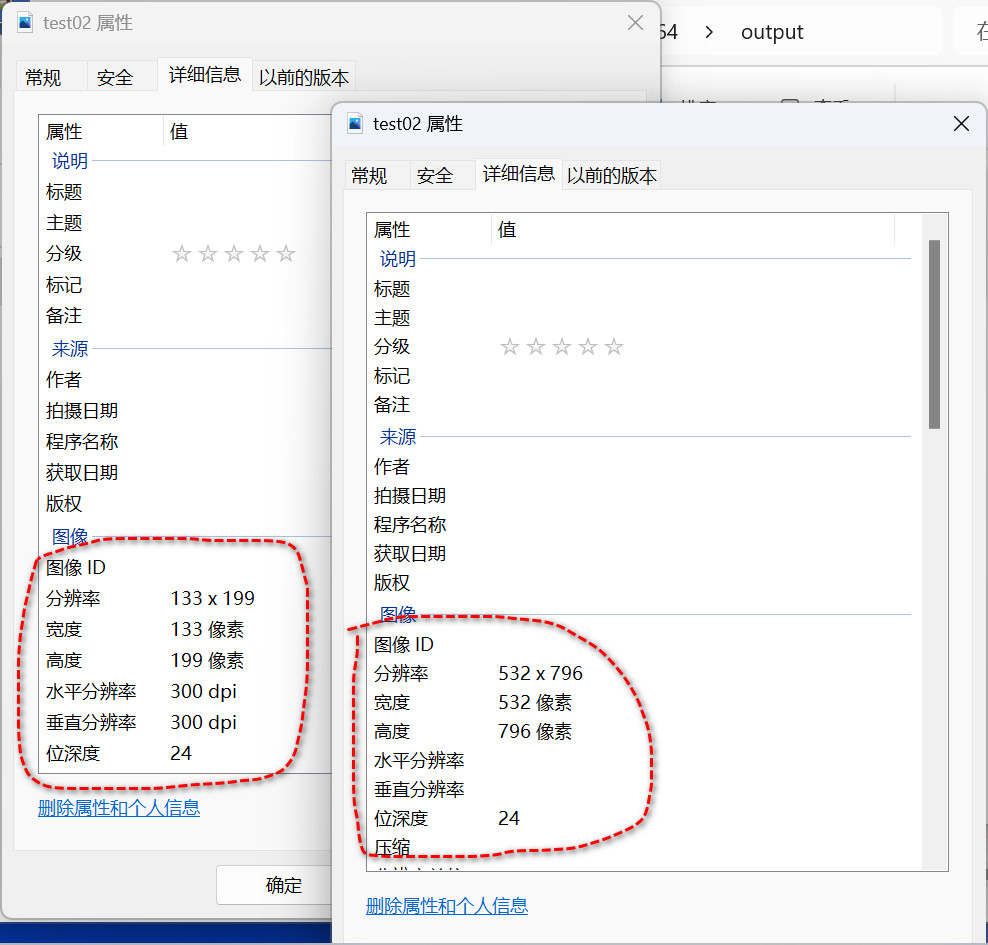 test02 属性
64 > output
在
常规 安全 详细信息 以前的版本
属性 值
说明
标题
主题
分级
标记
备注
来源
作者
拍摄日期
程序名称
获取日期
版权
图像
图像 ID
分辨率 133 x 199
宽度 133 像素
高度 199 像素
水平分辨率 300 dpi
垂直分辨率 300 dpi
位深度 24
删除属性和个人信息
确定
test02 属性
常规 安全 详细信息 以前的版本
属性 值
说明
标题
主题
分级
标记
备注
来源
作者
拍摄日期
程序名称
获取日期
版权
图像
图像 ID
分辨率 532 x 796
宽度 532 像素
高度 796 像素
水平分辨率
垂直分辨率
位深度 24
压缩
删除属性和个人信息